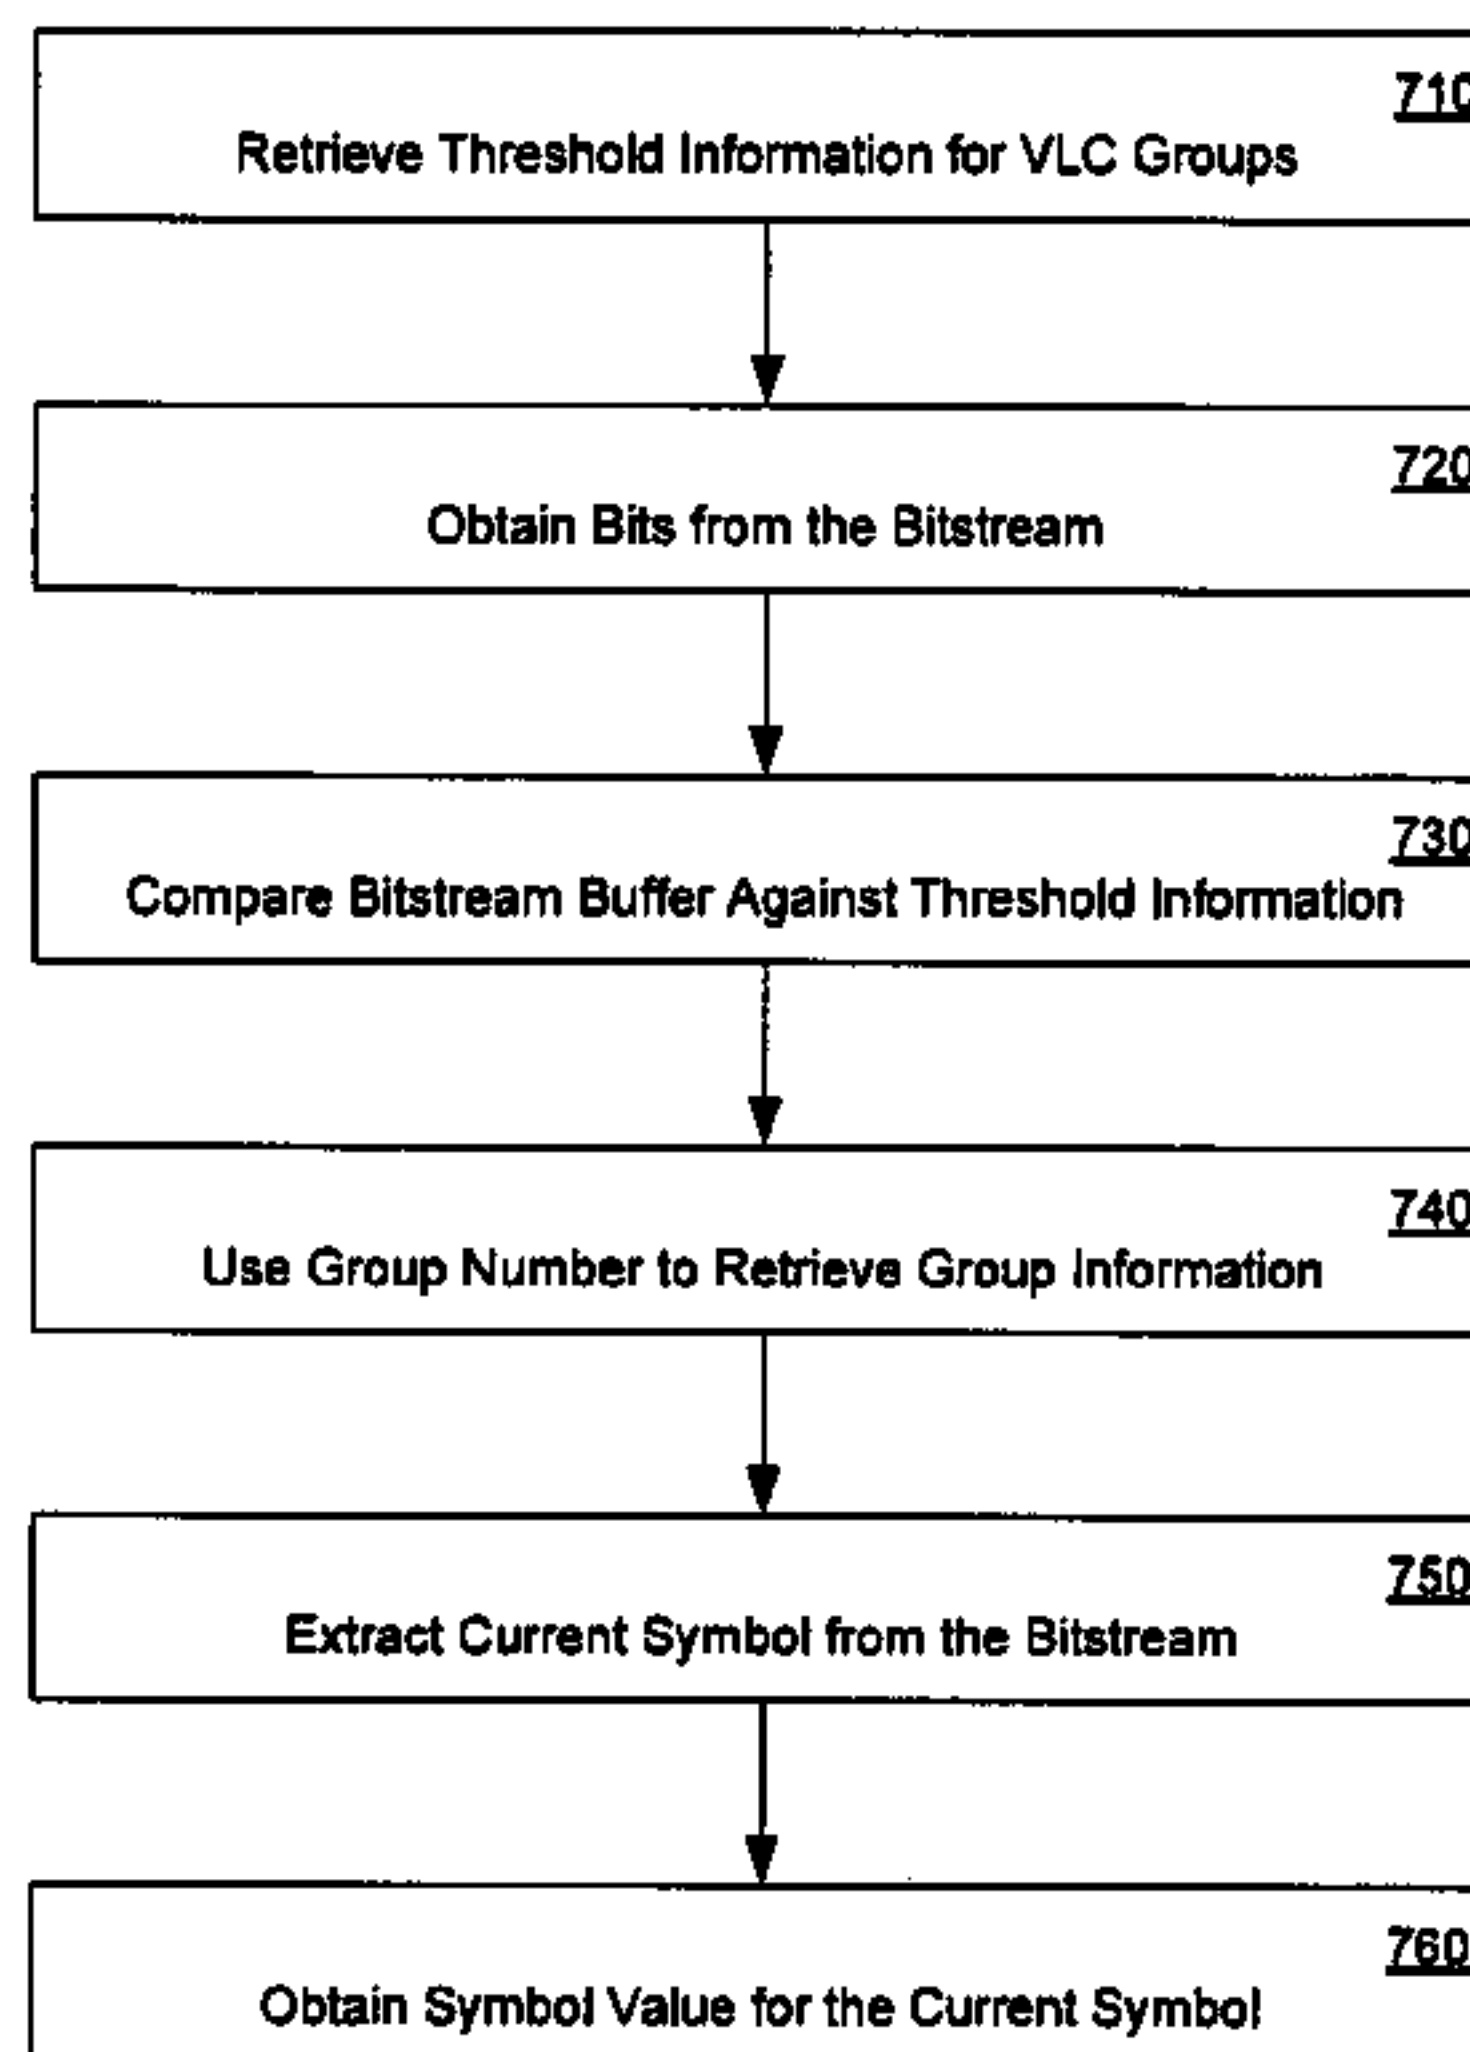 710
Retrieve Threshold Information for VLC Groups
720
Obtain Bits from the Bitstream
730
Compare Bitstream Buffer Against Threshold Information
740
Use Group Number to Retrieve Group Information
750
Extract Current Symbol from the Bitstream
760
Obtain Symbol Value for the Current Symbol